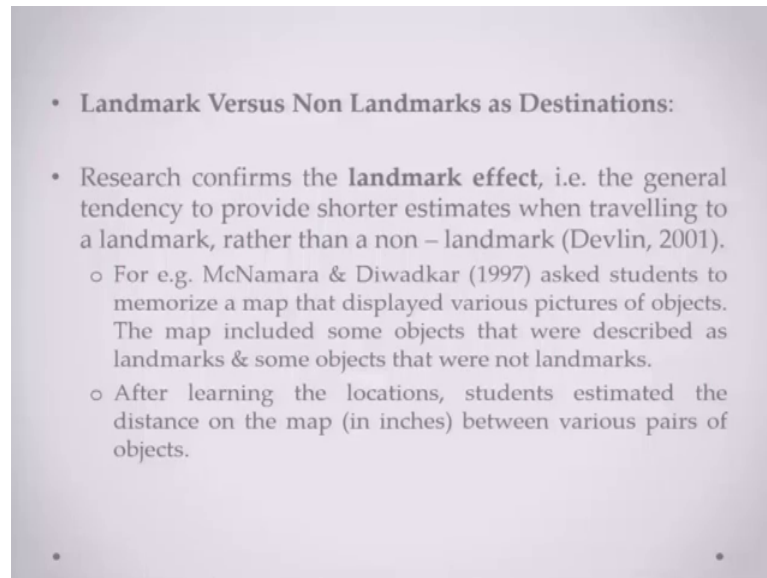 • Landmark Versus Non Landmarks as Destinations:
• Research confirms the landmark effect, i.e. the general
tendency to provide shorter estimates when travelling to
a landmark, rather than a non – landmark (Devlin, 2001).
o For e.g. McNamara & Diwadkar (1997) asked students to
memorize a map that displayed various pictures of objects.
The map included some objects that were described as
landmarks & some objects that were not landmarks.
o After learning the locations, students estimated the
distance on the map (in inches) between various pairs of
objects.